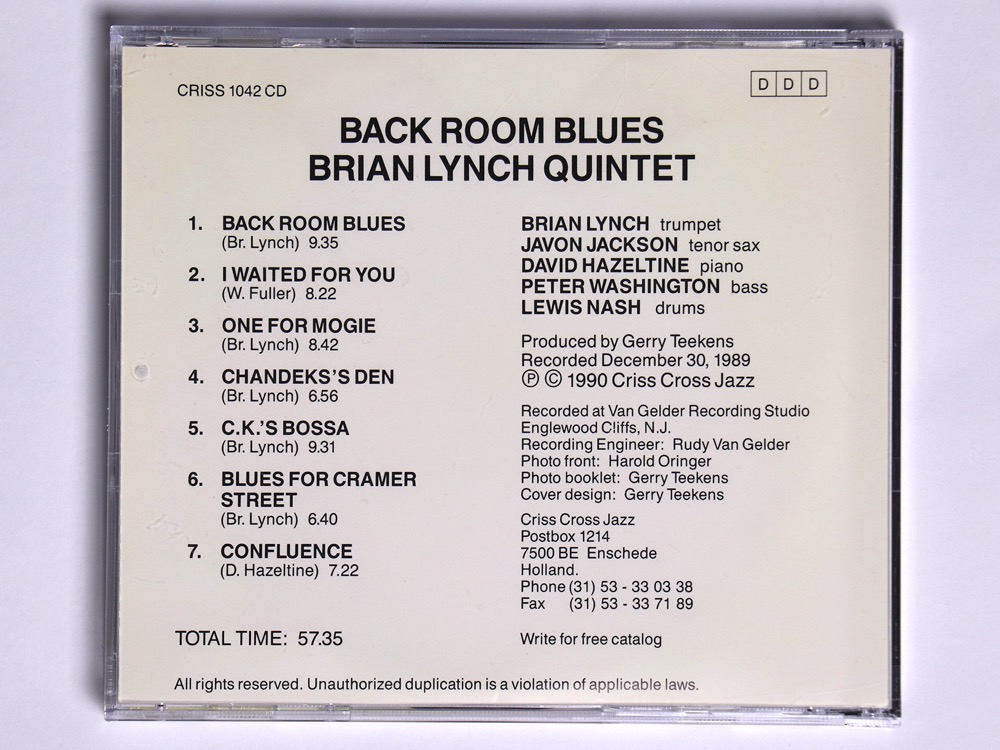 CRISS 1042 CD
D D D
BACK ROOM BLUES
BRIAN LYNCH QUINTET
1. BACK ROOM BLUES
(Br. Lynch) 9.35
2. I WAITED FOR YOU
(W. Fuller) 8.22
3. ONE FOR MOGIE
(Br. Lynch) 8.42
4. CHANDEKS'S DEN
(Br. Lynch) 6.56
5. C.K.'S BOSSA
(Br. Lynch) 9.31
6. BLUES FOR CRAMER
STREET
(Br. Lynch) 6.40
7. CONFLUENCE
(D. Hazeltine) 7.22
TOTAL TIME: 57.35
BRIAN LYNCH trumpet
JAVON JACKSON tenor sax
DAVID HAZELTINE piano
PETER WASHINGTON bass
LEWIS NASH drums
Produced by Gerry Teekens
Recorded December 30, 1989
Ⓟ © 1990 Criss Cross Jazz
Recorded at Van Gelder Recording Studio
Englewood Cliffs, N.J.
Recording Engineer: Rudy Van Gelder
Photo front: Harold Oringer
Photo booklet: Gerry Teekens
Cover design: Gerry Teekens
Criss Cross Jazz
Postbox 1214
7500 BE Enschede
Holland.
Phone (31) 53 - 33 03 38
Fax (31) 53 - 33 71 89
Write for free catalog
All rights reserved. Unauthorized duplication is a violation of applicable laws.